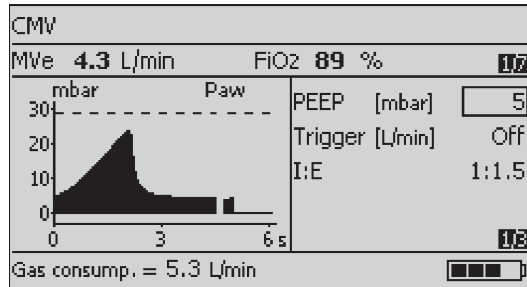 CMV
MVe 4.3 L/min FiO2 89 % 1/7
mbar Paw
30
20
10
0
0 3 6 s
PEEP [mbar] 5
Trigger [L/min] Off
I:E 1:1.5
1/3
Gas consump. = 5.3 L/min